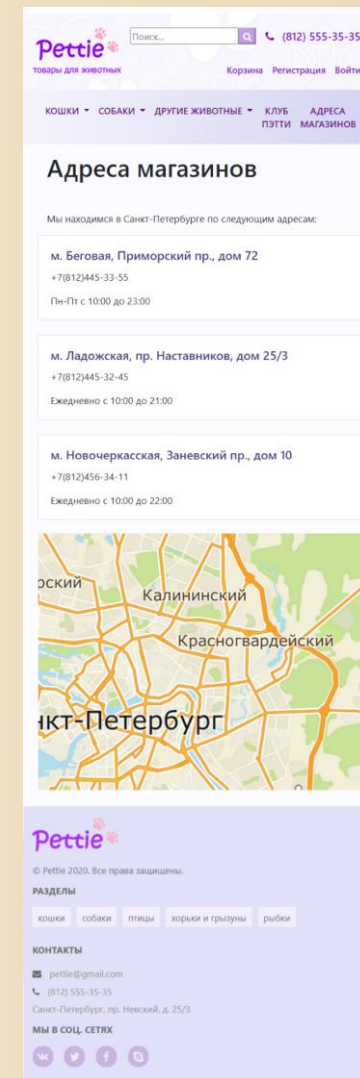 Pettie
товары для животных
Поиск...
(812) 555-35-35
Корзина Регистрация Войти
КОШКИ СОБАКИ ДРУГИЕ ЖИВОТНЫЕ КЛУБ ПЭТТИ АДРЕСА МАГАЗИНОВ
Адреса магазинов
Мы находимся в Санкт-Петербурге по следующим адресам:
м. Беговая, Приморский пр., дом 72
+7(812)445-33-55
Пн-Пт с 10:00 до 23:00
м. Ладожская, пр. Наставников, дом 25/3
+7(812)445-32-45
Ежедневно с 10:00 до 21:00
м. Новочеркасская, Заневский пр., дом 10
+7(812)456-34-11
Ежедневно с 10:00 до 22:00
рский
Калининский
Красногвардейский
нкт-Петербург
Pettie
© Pettie 2020. Все права защищены.
РАЗДЕЛЫ
кошки собаки птицы хорьки и грызуны рыбки
КОНТАКТЫ
pettie@gmail.com
(812) 555-35-35
Санкт-Петербург, пр. Невский, д. 25/3
МЫ В СОЦ. СЕТЯХ